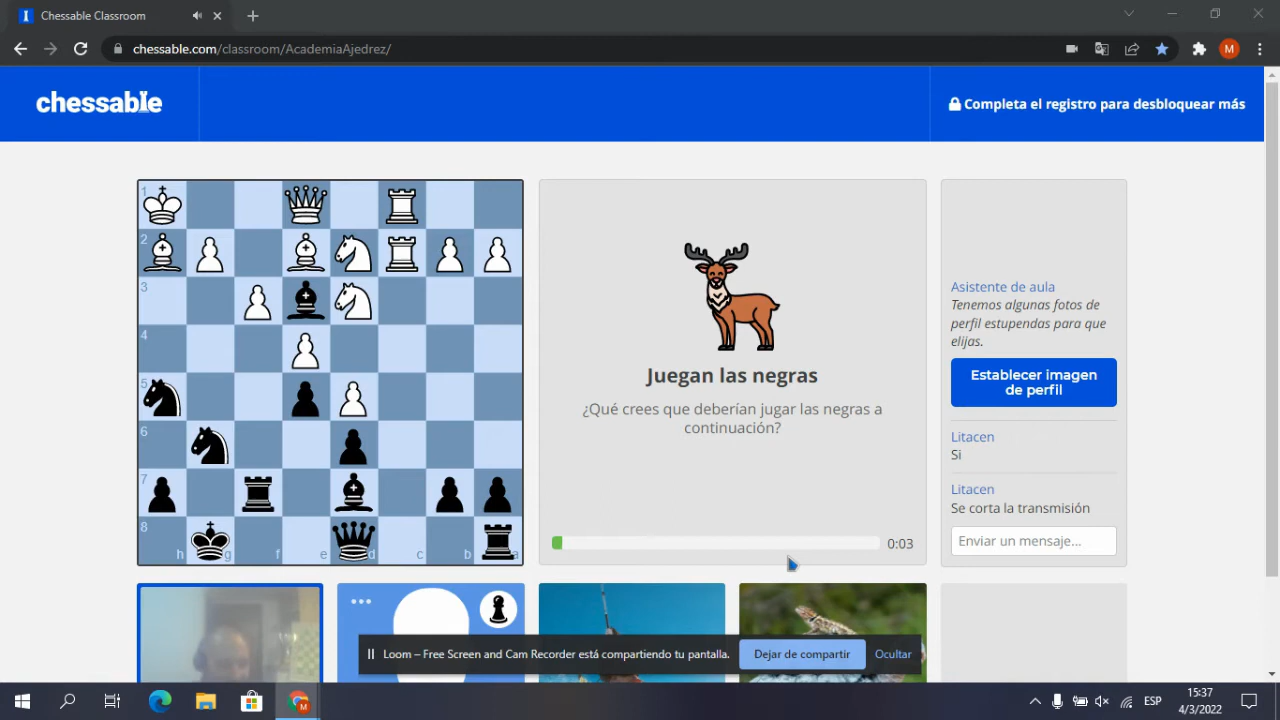 Chessable Classroom
chessable.com/classroom/AcademiaAjedrez/
M
chessable
Completa el registro para desbloquear más
1
2
3
4
5
6
7
8
h
g
f
e
d
c
b
a
Juegan las negras
¿Qué crees que deberían jugar las negras a
continuación?
0:03
Asistente de aula
Tenemos algunas fotos de
perfil estupendas para que
elijas.
Establecer imagen
de perfil
Litacen
Si
Litacen
Se corta la transmisión
Enviar un mensaje...
Loom – Free Screen and Cam Recorder está compartiendo tu pantalla.
Dejar de compartir
Ocultar
M
ESP
15:37
4/3/2022